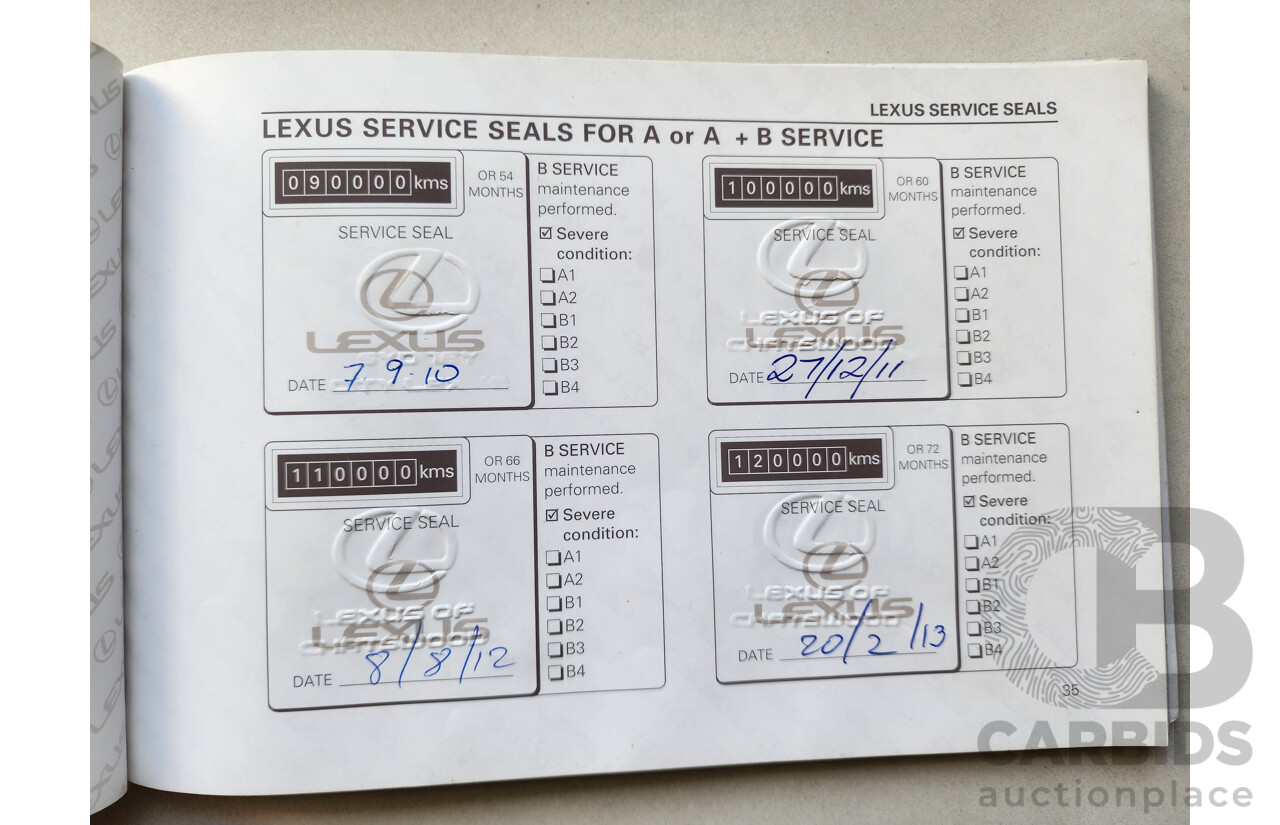 LEXUS SERVICE SEALS
LEXUS SERVICE SEALS FOR A or A + B SERVICE
090000 kms
OR 54
MONTHS
SERVICE SEAL
LEXUS
DATE 7.9.10
B SERVICE
maintenance
performed.
☑ Severe
condition:
❏ A1
❏ A2
❏ B1
❏ B2
❏ B3
❏ B4
100000 kms
OR 60
MONTHS
SERVICE SEAL
LEXUS OF
LEXUS
CHATSWOOD
DATE 27/12/11
B SERVICE
maintenance
performed.
☑ Severe
condition:
❏ A1
❏ A2
❏ B1
❏ B2
❏ B3
❏ B4
110000 kms
OR 66
MONTHS
SERVICE SEAL
LEXUS OF
LEXUS
CHATSWOOD
DATE 8/8/12
B SERVICE
maintenance
performed.
☑ Severe
condition:
❏ A1
❏ A2
❏ B1
❏ B2
❏ B3
❏ B4
120000 kms
OR 72
MONTHS
SERVICE SEAL
LEXUS OF
LEXUS
CHATSWOOD
DATE 20/2/13
B SERVICE
maintenance
performed.
☑ Severe
condition:
❏ A1
❏ A2
❏ B1
❏ B2
❏ B3
❏ B4
35
CARBIDS
auctionplace